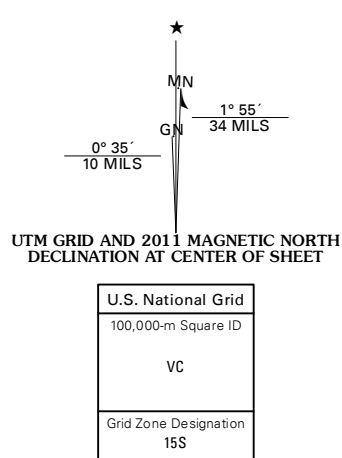 ★
MN
1° 55´
GN
34 MILS
0° 35´
10 MILS
UTM GRID AND 2011 MAGNETIC NORTH
DECLINATION AT CENTER OF SHEET
U.S. National Grid
100,000-m Square ID
VC
Grid Zone Designation
15S